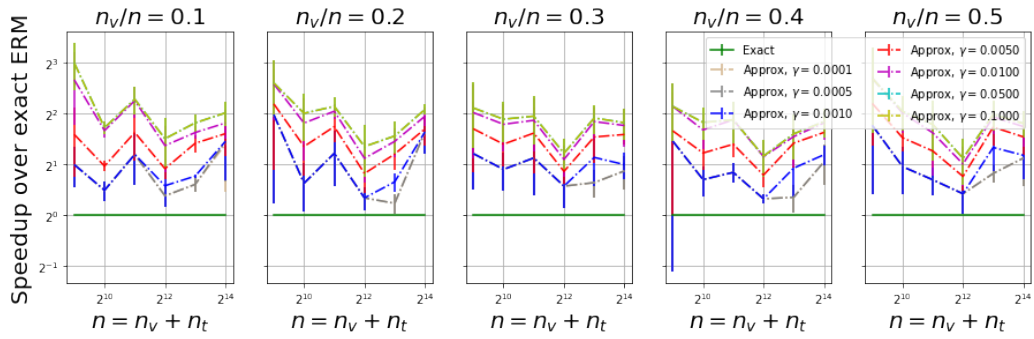 n_v/n = 0.1
n_v/n = 0.2
n_v/n = 0.3
n_v/n = 0.4
n_v/n = 0.5
Speedup over exact ERM
2^3
2^2
2^1
2^0
2^{-1}
Exact
Approx, γ = 0.0001
Approx, γ = 0.0005
Approx, γ = 0.0010
Approx, γ = 0.0050
Approx, γ = 0.0100
Approx, γ = 0.0500
Approx, γ = 0.1000
2^{10} 2^{12} 2^{14}
2^{10} 2^{12} 2^{14}
2^{10} 2^{12} 2^{14}
2^{10} 2^{12} 2^{14}
2^{10} 2^{12} 2^{14}
n = n_v + n_t
n = n_v + n_t
n = n_v + n_t
n = n_v + n_t
n = n_v + n_t